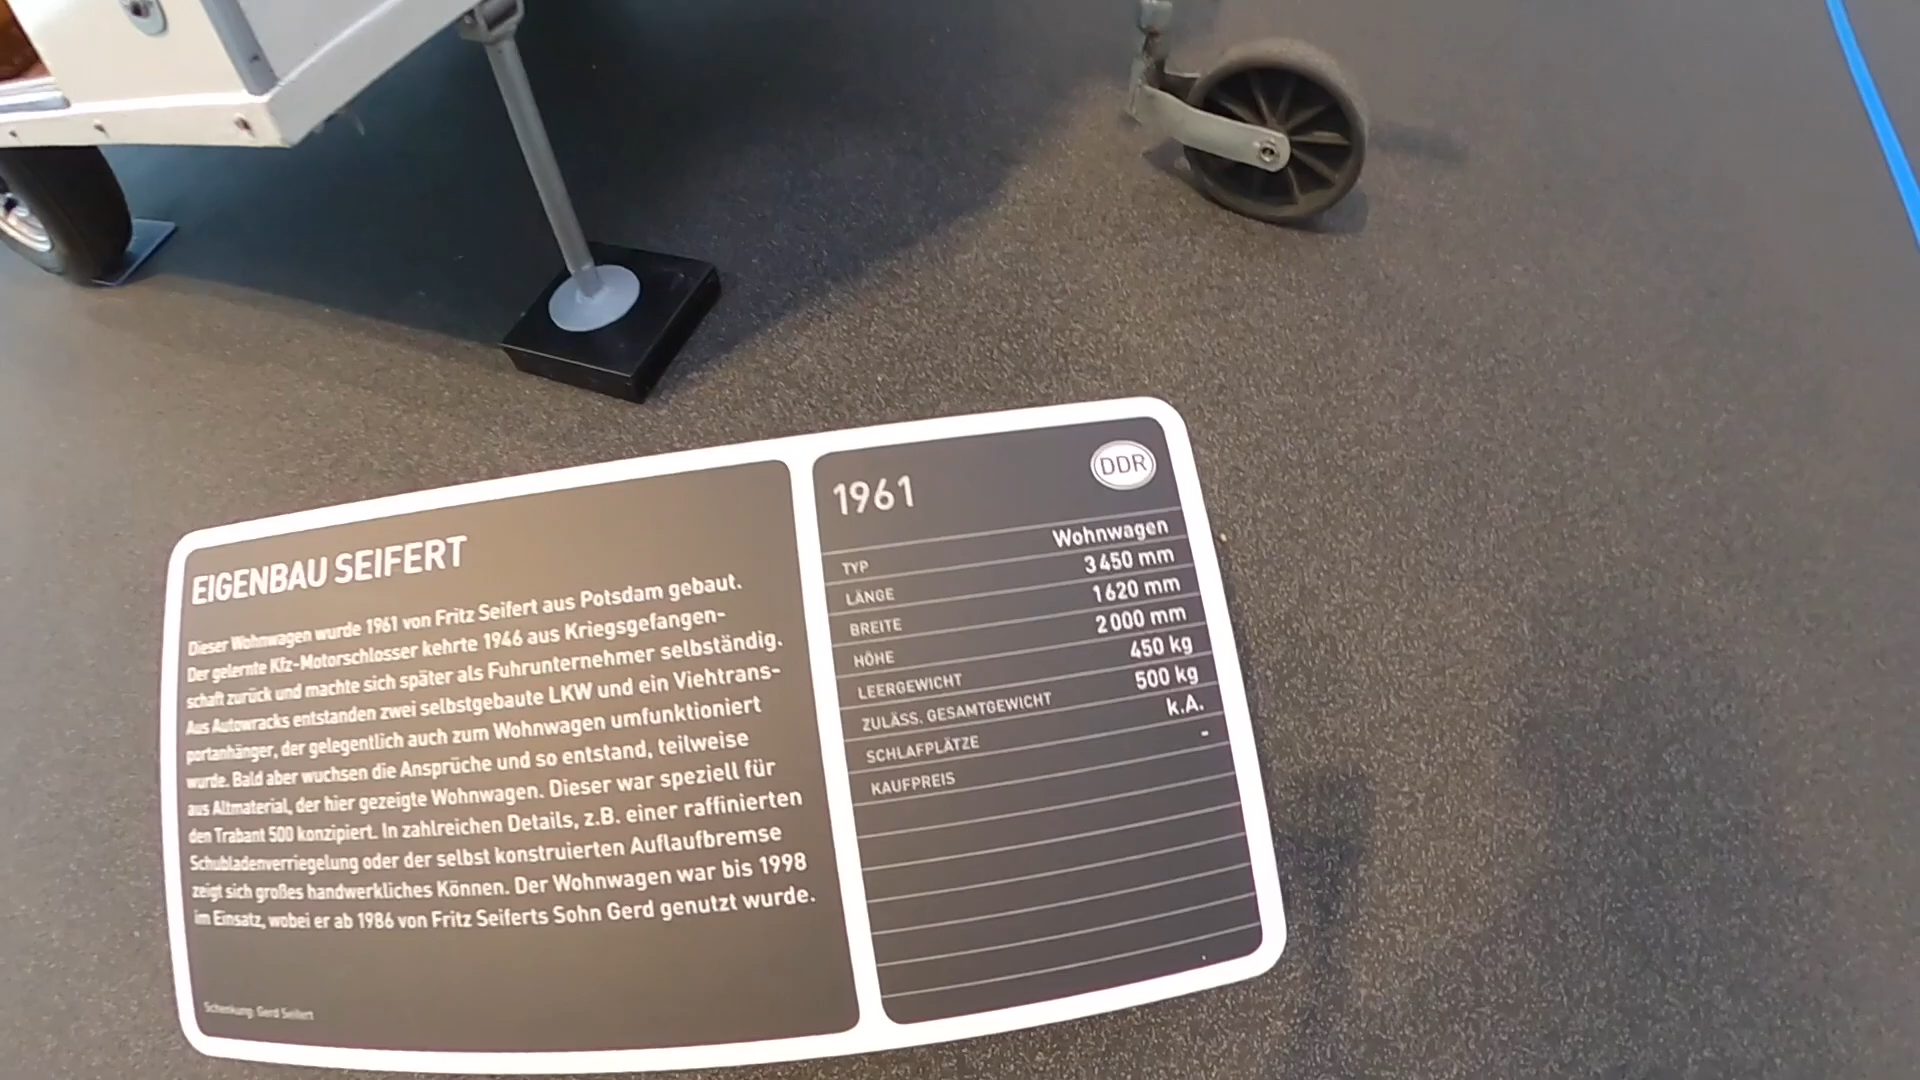 EIGENBAU SEIFERT
Dieser Wohnwagen wurde 1961 von Fritz Seifert aus Potsdam gebaut.
Der gelernte Kfz-Motorschlosser kehrte 1946 aus Kriegsgefangen-
schaft zurück und machte sich später als Fuhrunternehmer selbständig.
Aus Autowracks entstanden zwei selbstgebaute LKW und ein Viehtrans-
portanhänger, der gelegentlich auch zum Wohnwagen umfunktioniert
wurde. Bald aber wuchsen die Ansprüche und so entstand, teilweise
aus Altmaterial, der hier gezeigte Wohnwagen. Dieser war speziell für
den Trabant 500 konzipiert. In zahlreichen Details, z.B. einer raffinierten
Schubladenverriegelung oder der selbst konstruierten Auflaufbremse
zeigt sich großes handwerkliches Können. Der Wohnwagen war bis 1998
im Einsatz, wobei er ab 1986 von Fritz Seiferts Sohn Gerd genutzt wurde.
Schenkung: Gerd Seifert
1961 DDR
TYP Wohnwagen
LÄNGE 3450 mm
BREITE 1620 mm
HÖHE 2000 mm
LEERGEWICHT 450 kg
ZULÄSS. GESAMTGEWICHT 500 kg
SCHLAFPLÄTZE k.A.
KAUFPREIS -